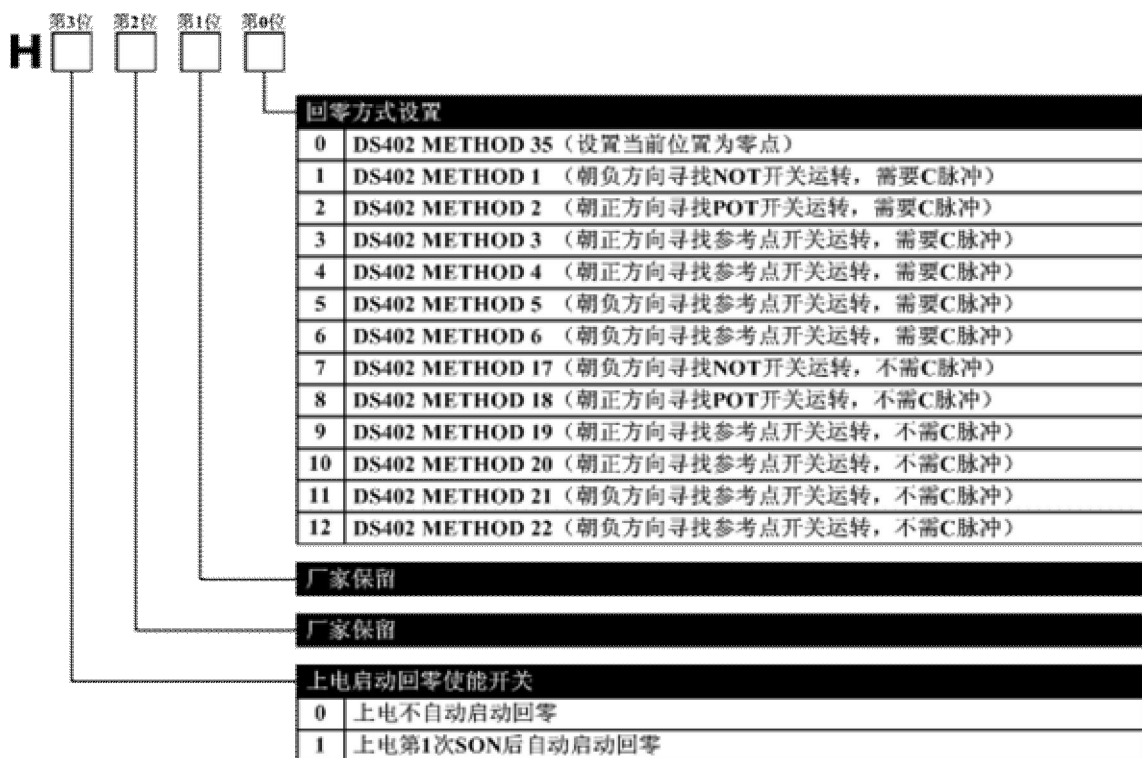 第3位 第2位 第1位 第0位
H
回零方式设置
0 DS402 METHOD 35（设置当前位置为零点）
1 DS402 METHOD 1 （朝负方向寻找NOT开关运转，需要C脉冲）
2 DS402 METHOD 2 （朝正方向寻找POT开关运转，需要C脉冲）
3 DS402 METHOD 3 （朝正方向寻找参考点开关运转，需要C脉冲）
4 DS402 METHOD 4 （朝正方向寻找参考点开关运转，需要C脉冲）
5 DS402 METHOD 5 （朝负方向寻找参考点开关运转，需要C脉冲）
6 DS402 METHOD 6 （朝负方向寻找参考点开关运转，需要C脉冲）
7 DS402 METHOD 17（朝负方向寻找NOT开关运转，不需C脉冲）
8 DS402 METHOD 18（朝正方向寻找POT开关运转，不需C脉冲）
9 DS402 METHOD 19（朝正方向寻找参考点开关运转，不需C脉冲）
10 DS402 METHOD 20（朝正方向寻找参考点开关运转，不需C脉冲）
11 DS402 METHOD 21（朝负方向寻找参考点开关运转，不需C脉冲）
12 DS402 METHOD 22（朝负方向寻找参考点开关运转，不需C脉冲）
厂家保留
厂家保留
上电启动回零使能开关
0 上电不自动启动回零
1 上电第1次SON后自动启动回零